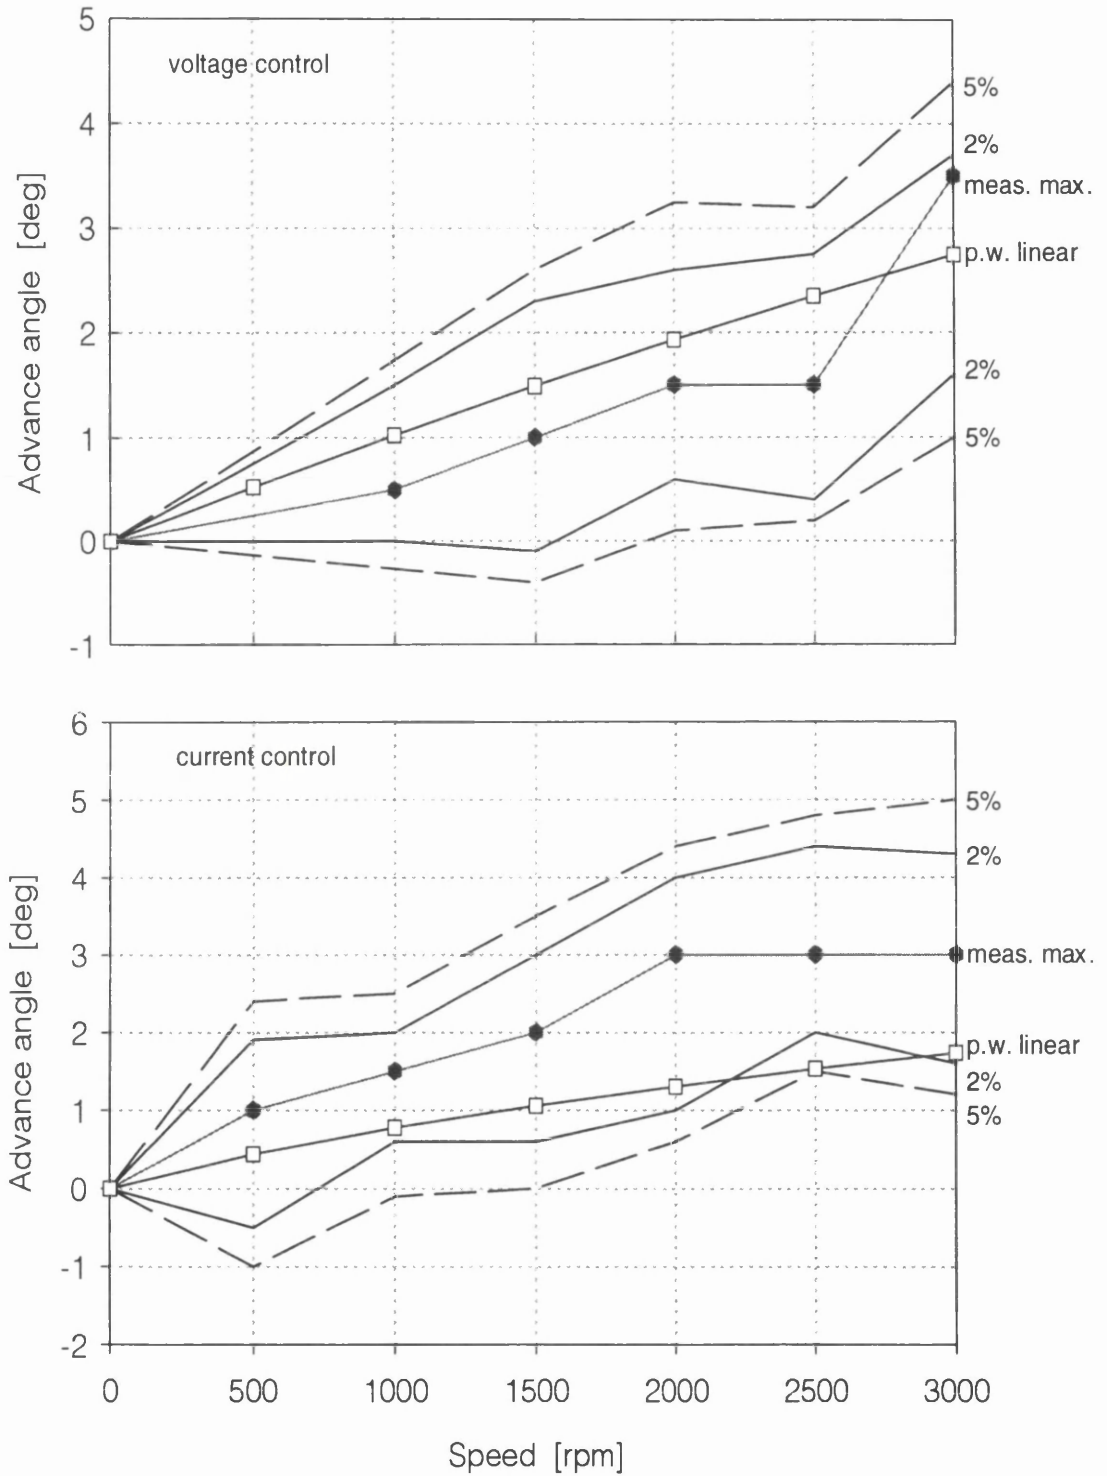 5
voltage control
5%
4
2%
meas. max.
3
p.w. linear
2
2%
1
5%
0
-1
Advance angle [deg]
6
current control
5
5%
2%
4
3
meas. max.
2
p.w. linear
2%
1
5%
0
-1
-2
Advance angle [deg]
0 500 1000 1500 2000 2500 3000
Speed [rpm]